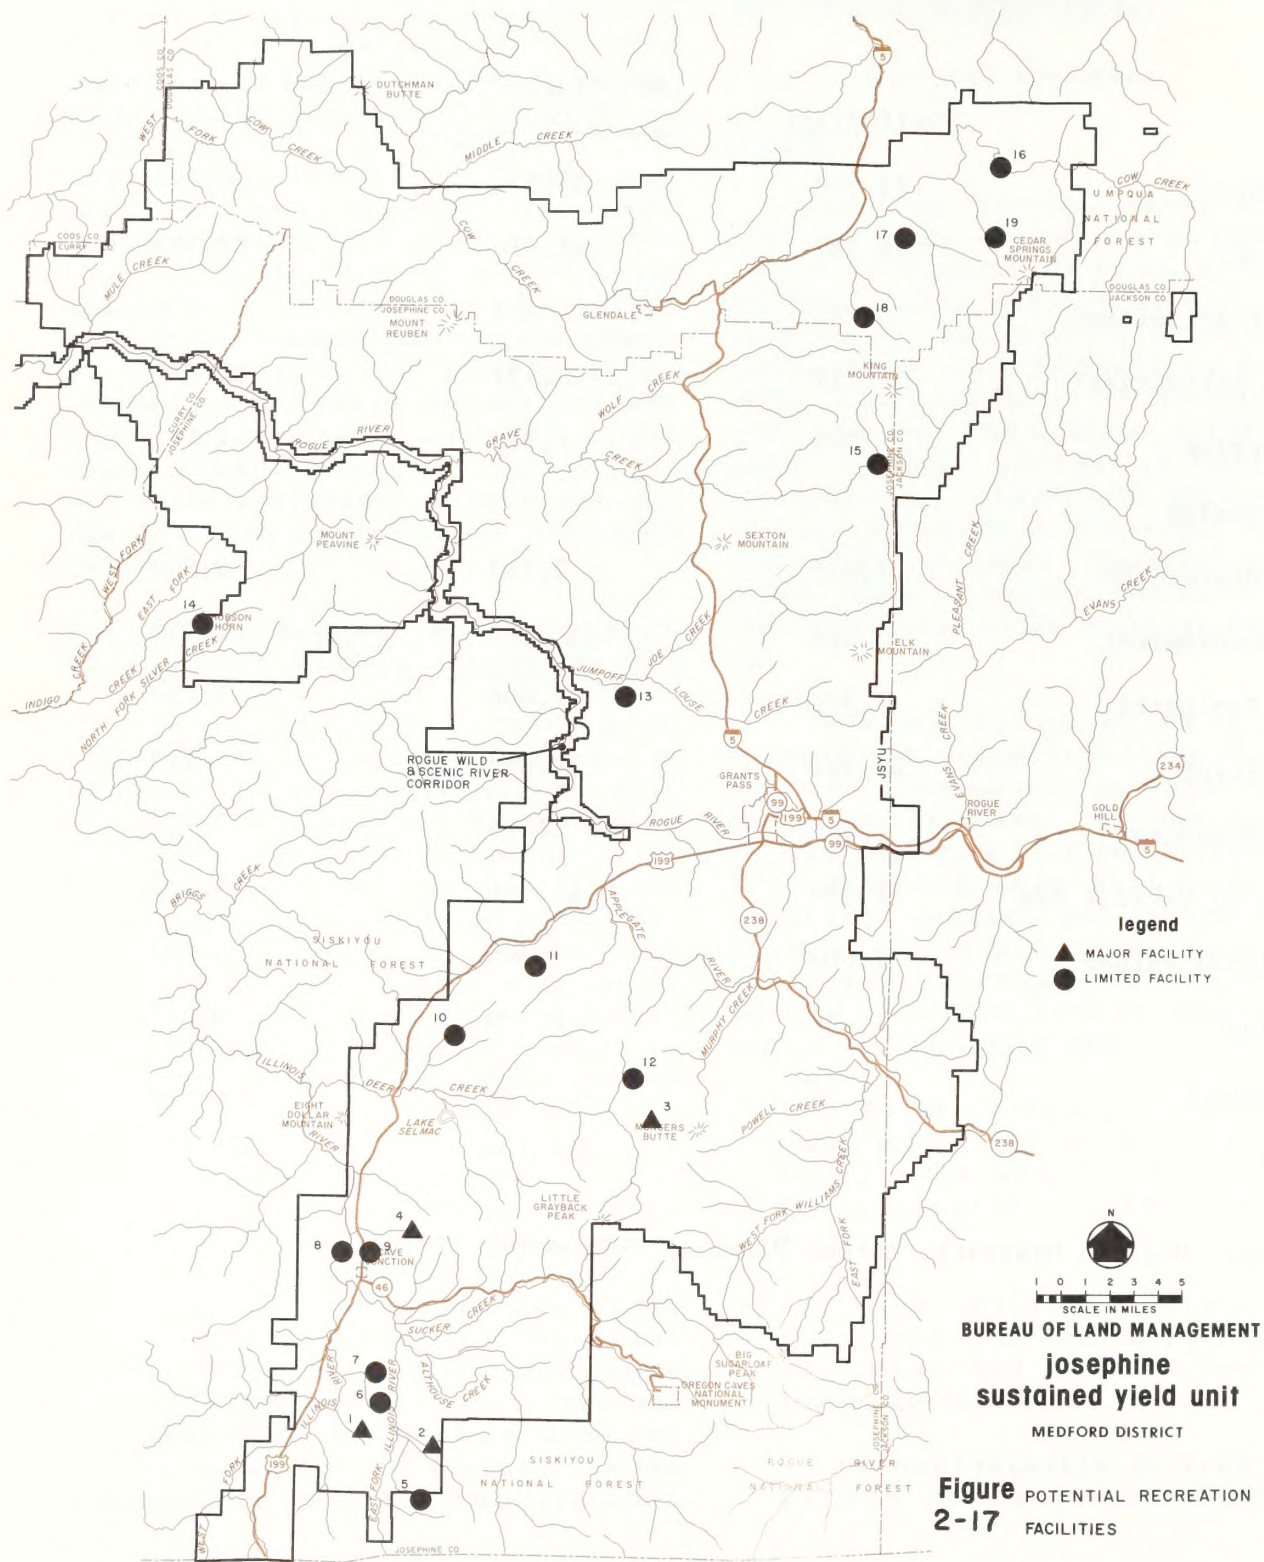 5
COOS CO
DOUGLAS CO
DUTCHMAN
BUTTE
WEST
FORK
COW
CREEK
MIDDLE CREEK
16
COW CREEK
UMPQUA
NATIONAL
FOREST
17
19
CEDAR
SPRINGS
MOUNTAIN
COOS CO
CURRY CO
MULE CREEK
COW
CREEK
DOUGLAS CO
JOSEPHINE CO
MOUNT
REUBEN
GLENDALE
DOUGLAS CO
JACKSON CO
18
KING
MOUNTAIN
CURRY CO
JOSEPHINE CO
WOLF CREEK
ROGUE RIVER
GRAVE
CREEK
15
JOSEPHINE CO
JACKSON CO
MOUNT
PEAVINE
SEXTON
MOUNTAIN
WEST FORK
EAST FORK
PLEASANT CREEK
EVANS CREEK
14
HOBSON
HORN
INDIGO
CREEK
CREEK
NORTH FORK SILVER CREEK
ELK
MOUNTAIN
JUMPOFF JOE CREEK
13
LOUSE CREEK
5
ROGUE WILD
& SCENIC RIVER
CORRIDOR
JSYU
EVANS CREEK
GRANTS
PASS
99
199
5
99
ROGUE RIVER
ROGUE
RIVER
GOLD
HILL
234
5
199
BRIGGS CREEK
APPLEGATE
RIVER
238
SISKIYOU
NATIONAL FOREST
11
MURPHY CREEK
legend
MAJOR FACILITY
LIMITED FACILITY
10
ILLINOIS
RIVER
DEER CREEK
12
3
EIGHT
DOLLAR
MOUNTAIN
LAKE
SELMAC
MUNGERS
BUTTE
POWELL CREEK
238
LITTLE
GRAYBACK
PEAK
WEST FORK WILLIAMS CREEK
EAST FORK
4
8
9
CAVE
JUNCTION
46
SUCKER CREEK
N
1 0 1 2 3 4 5
SCALE IN MILES
BUREAU OF LAND MANAGEMENT
josephine
sustained yield unit
MEDFORD DISTRICT
7
6
ALTHOUSE CREEK
BIG
SUGARLOAF
PEAK
OREGON CAVES
NATIONAL
MONUMENT
ILLINOIS RIVER
1
2
EAST FORK ILLINOIS RIVER
199
WEST FORK
5
SISKIYOU
NATIONAL FOREST
ROGUE RIVER
NATIONAL FOREST
JOSEPHINE CO
JACKSON CO
JOSEPHINE CO
Figure
2-17
POTENTIAL RECREATION
FACILITIES